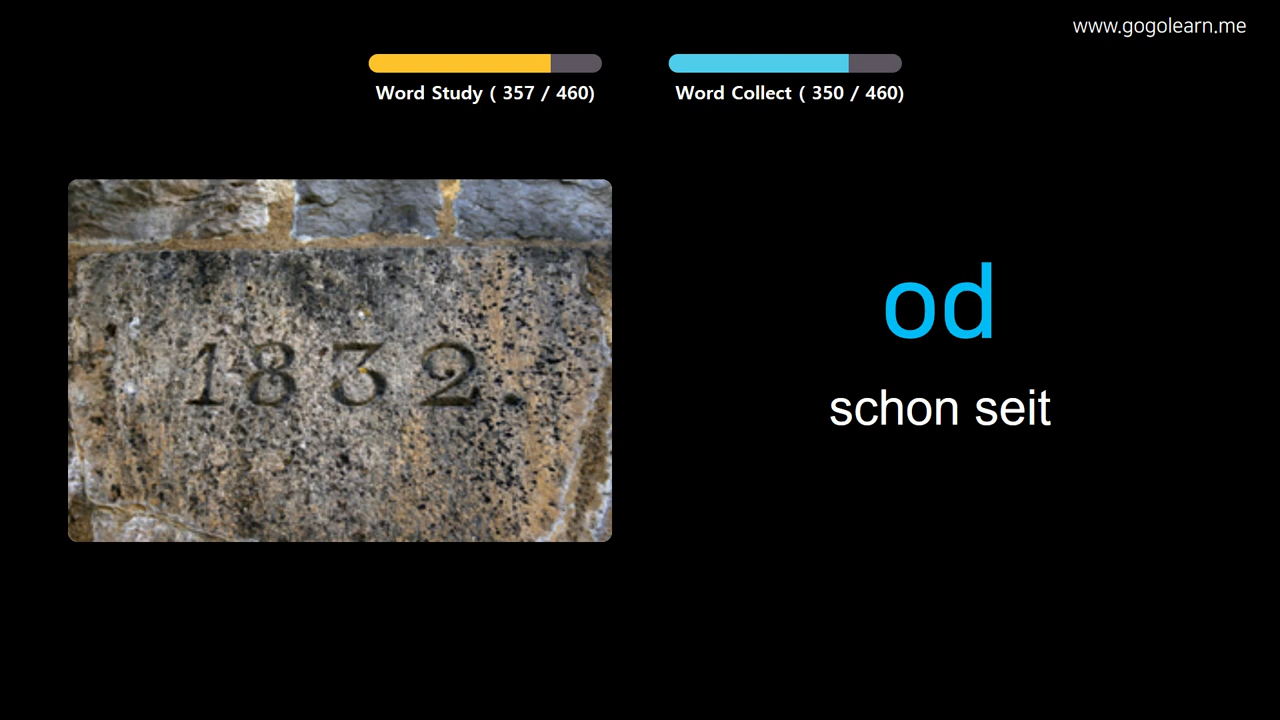 www.gogolearn.me
Word Study ( 357 / 460)
Word Collect ( 350 / 460)
1832.
od
schon seit